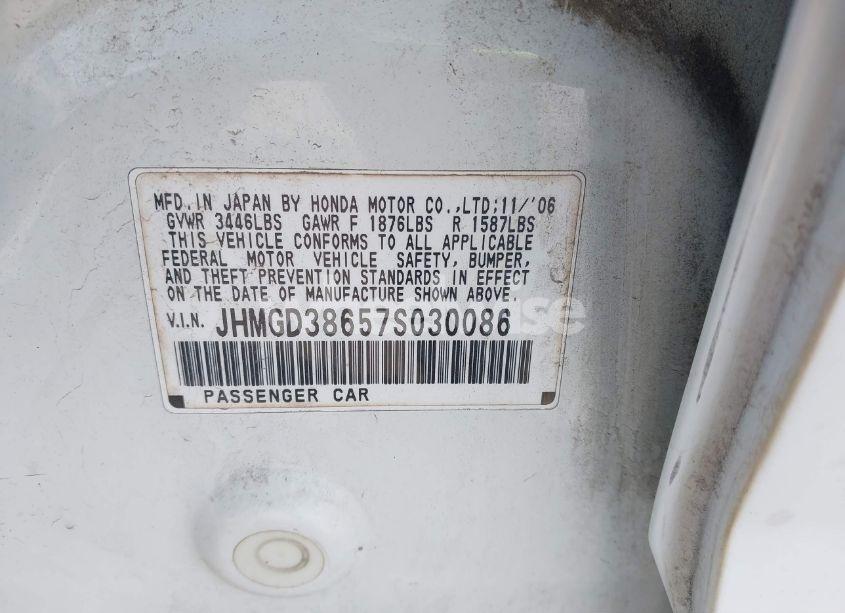 MFD. IN JAPAN BY HONDA MOTOR CO.,LTD;11/'06
GVWR 3446LBS GAWR F 1876LBS R 1587LBS
THIS VEHICLE CONFORMS TO ALL APPLICABLE
FEDERAL MOTOR VEHICLE SAFETY, BUMPER,
AND THEFT PREVENTION STANDARDS IN EFFECT
ON THE DATE OF MANUFACTURE SHOWN ABOVE.
V.I.N. JHMGD38657S030086
PASSENGER CAR